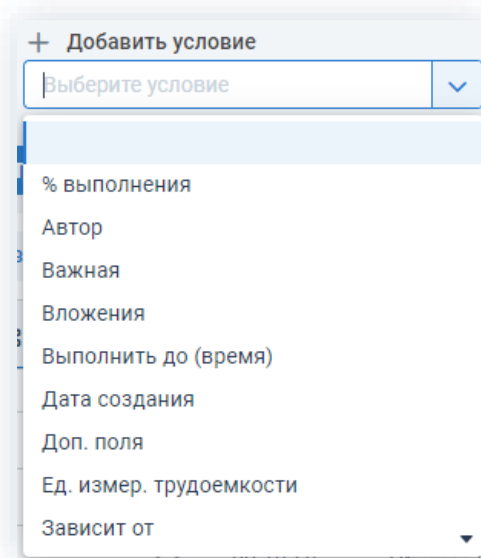 + Добавить условие
Выберите условие
% выполнения
Автор
Важная
Вложения
Выполнить до (время)
Дата создания
Доп. поля
Ед. измер. трудоемкости
Зависит от